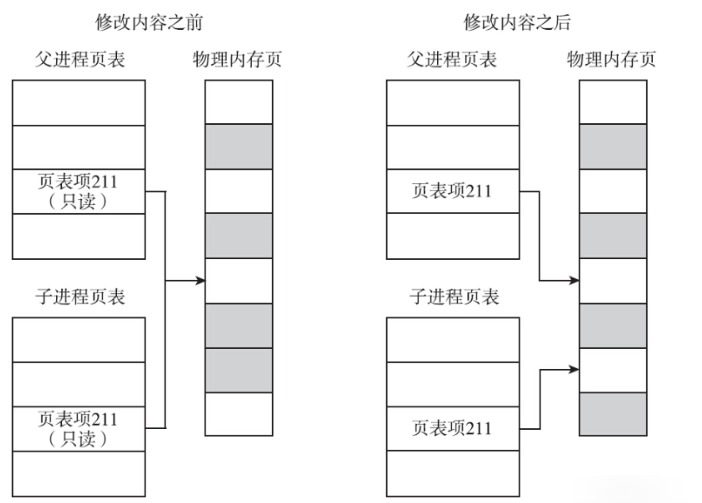 修改内容之前
父进程页表
物理内存页
页表项211
（只读）
子进程页表
页表项211
（只读）
修改内容之后
父进程页表
物理内存页
页表项211
子进程页表
页表项211